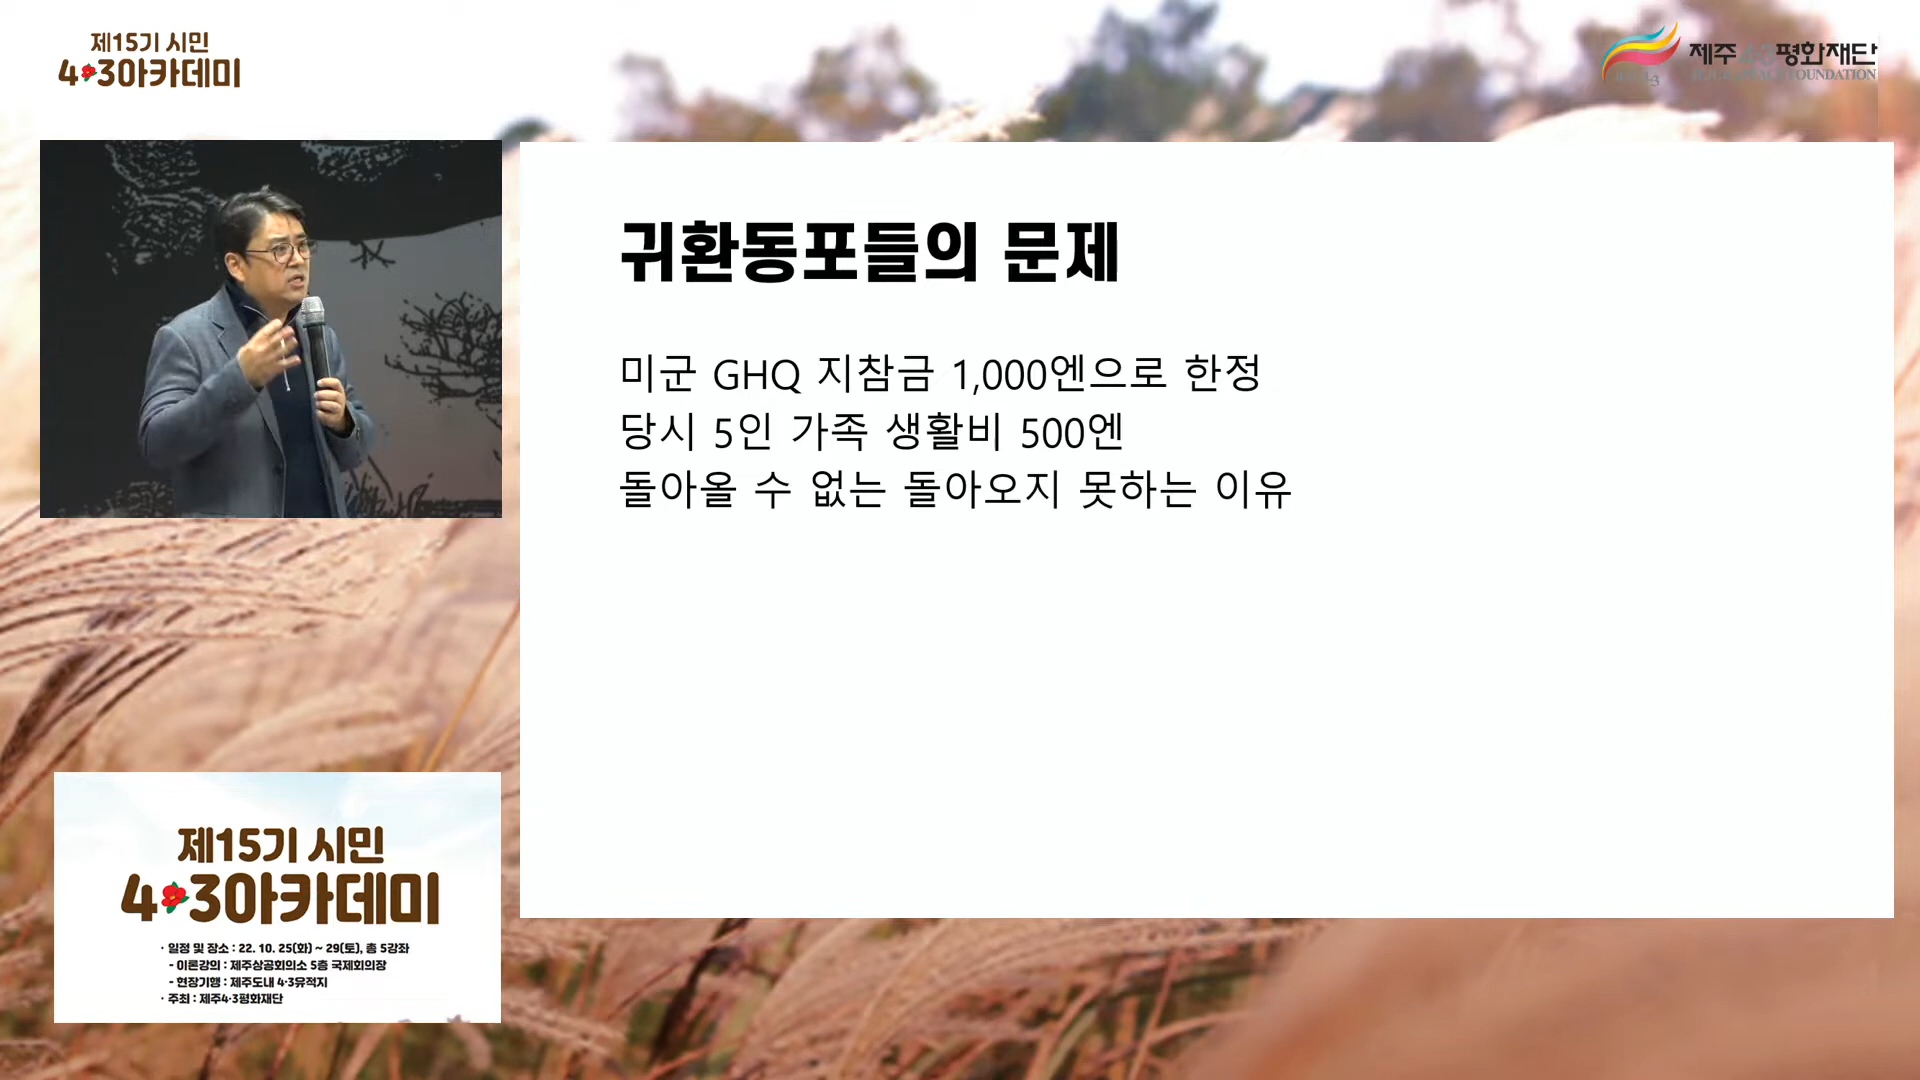 제15기 시민
4·3아카데미
제주4·3평화재단
귀환동포들의 문제
미군 GHQ 지참금 1,000엔으로 한정
당시 5인 가족 생활비 500엔
돌아올 수 없는 돌아오지 못하는 이유
제15기 시민
4·3아카데미
· 일정 및 장소 : 22. 10. 25(화) ~ 29(토), 총 5강좌
- 이론강의 : 제주상공회의소 5층 국제회의장
- 현장기행 : 제주도내 4·3유적지
· 주최 : 제주4·3평화재단